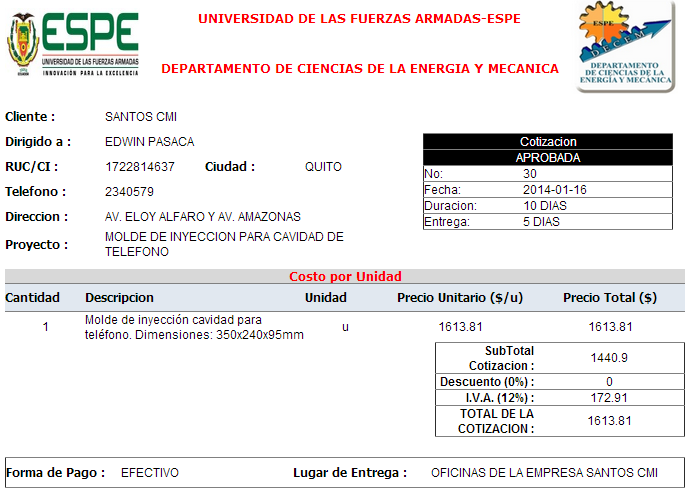 ESPE
UNIVERSIDAD DE LAS FUERZAS ARMADAS
INNOVACIÓN PARA LA EXCELENCIA
UNIVERSIDAD DE LAS FUERZAS ARMADAS-ESPE
DEPARTAMENTO DE CIENCIAS DE LA ENERGIA Y MECANICA
DECEM
DEPARTAMENTO
DE CIENCIAS DE LA
ENERGÍA Y MECÁNICA
Cliente : SANTOS CMI
Dirigido a : EDWIN PASACA
RUC/CI : 1722814637 Ciudad : QUITO
Telefono : 2340579
Direccion : AV. ELOY ALFARO Y AV. AMAZONAS
Proyecto : MOLDE DE INYECCION PARA CAVIDAD DE
TELEFONO
Cotizacion
APROBADA
No: 30
Fecha: 2014-01-16
Duracion: 10 DIAS
Entrega: 5 DIAS
Costo por Unidad
Cantidad Descripcion Unidad Precio Unitario ($/u) Precio Total ($)
1 Molde de inyección cavidad para
teléfono. Dimensiones: 350x240x95mm u 1613.81 1613.81
SubTotal
Cotizacion : 1440.9
Descuento (0%) : 0
I.V.A. (12%) : 172.91
TOTAL DE LA
COTIZACION : 1613.81
Forma de Pago : EFECTIVO Lugar de Entrega : OFICINAS DE LA EMPRESA SANTOS CMI